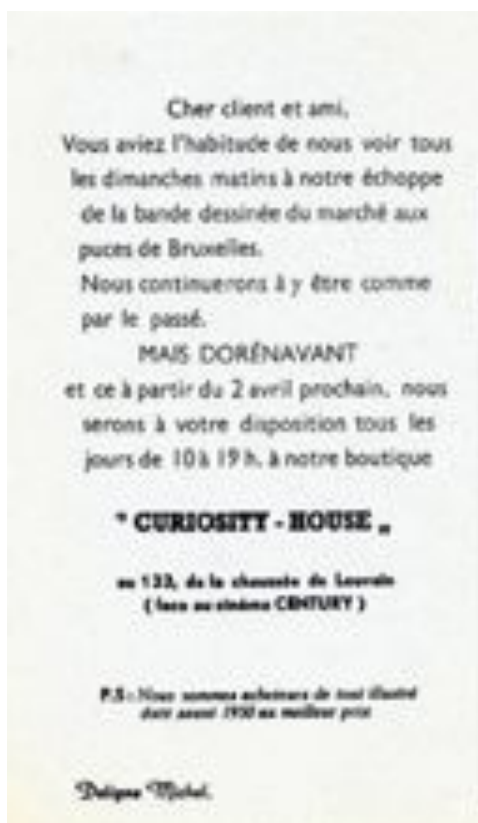 Cher client et ami,
Vous aviez l'habitude de nous voir tous
les dimanches matins à notre échoppe
de la bande dessinée du marché aux
puces de Bruxelles.
Nous continuerons à y être comme
par le passé.
MAIS DORÉNAVANT
et ce à partir du 2 avril prochain, nous
serons à votre disposition tous les
jours de 10 à 19 h. à notre boutique
" CURIOSITY - HOUSE „
au 133, de la chaussée de Louvain
( face au cinéma CENTURY )
P.S : Nous sommes acheteurs de tout illustré
daté avant 1950 au meilleur prix
Deligne Michel.